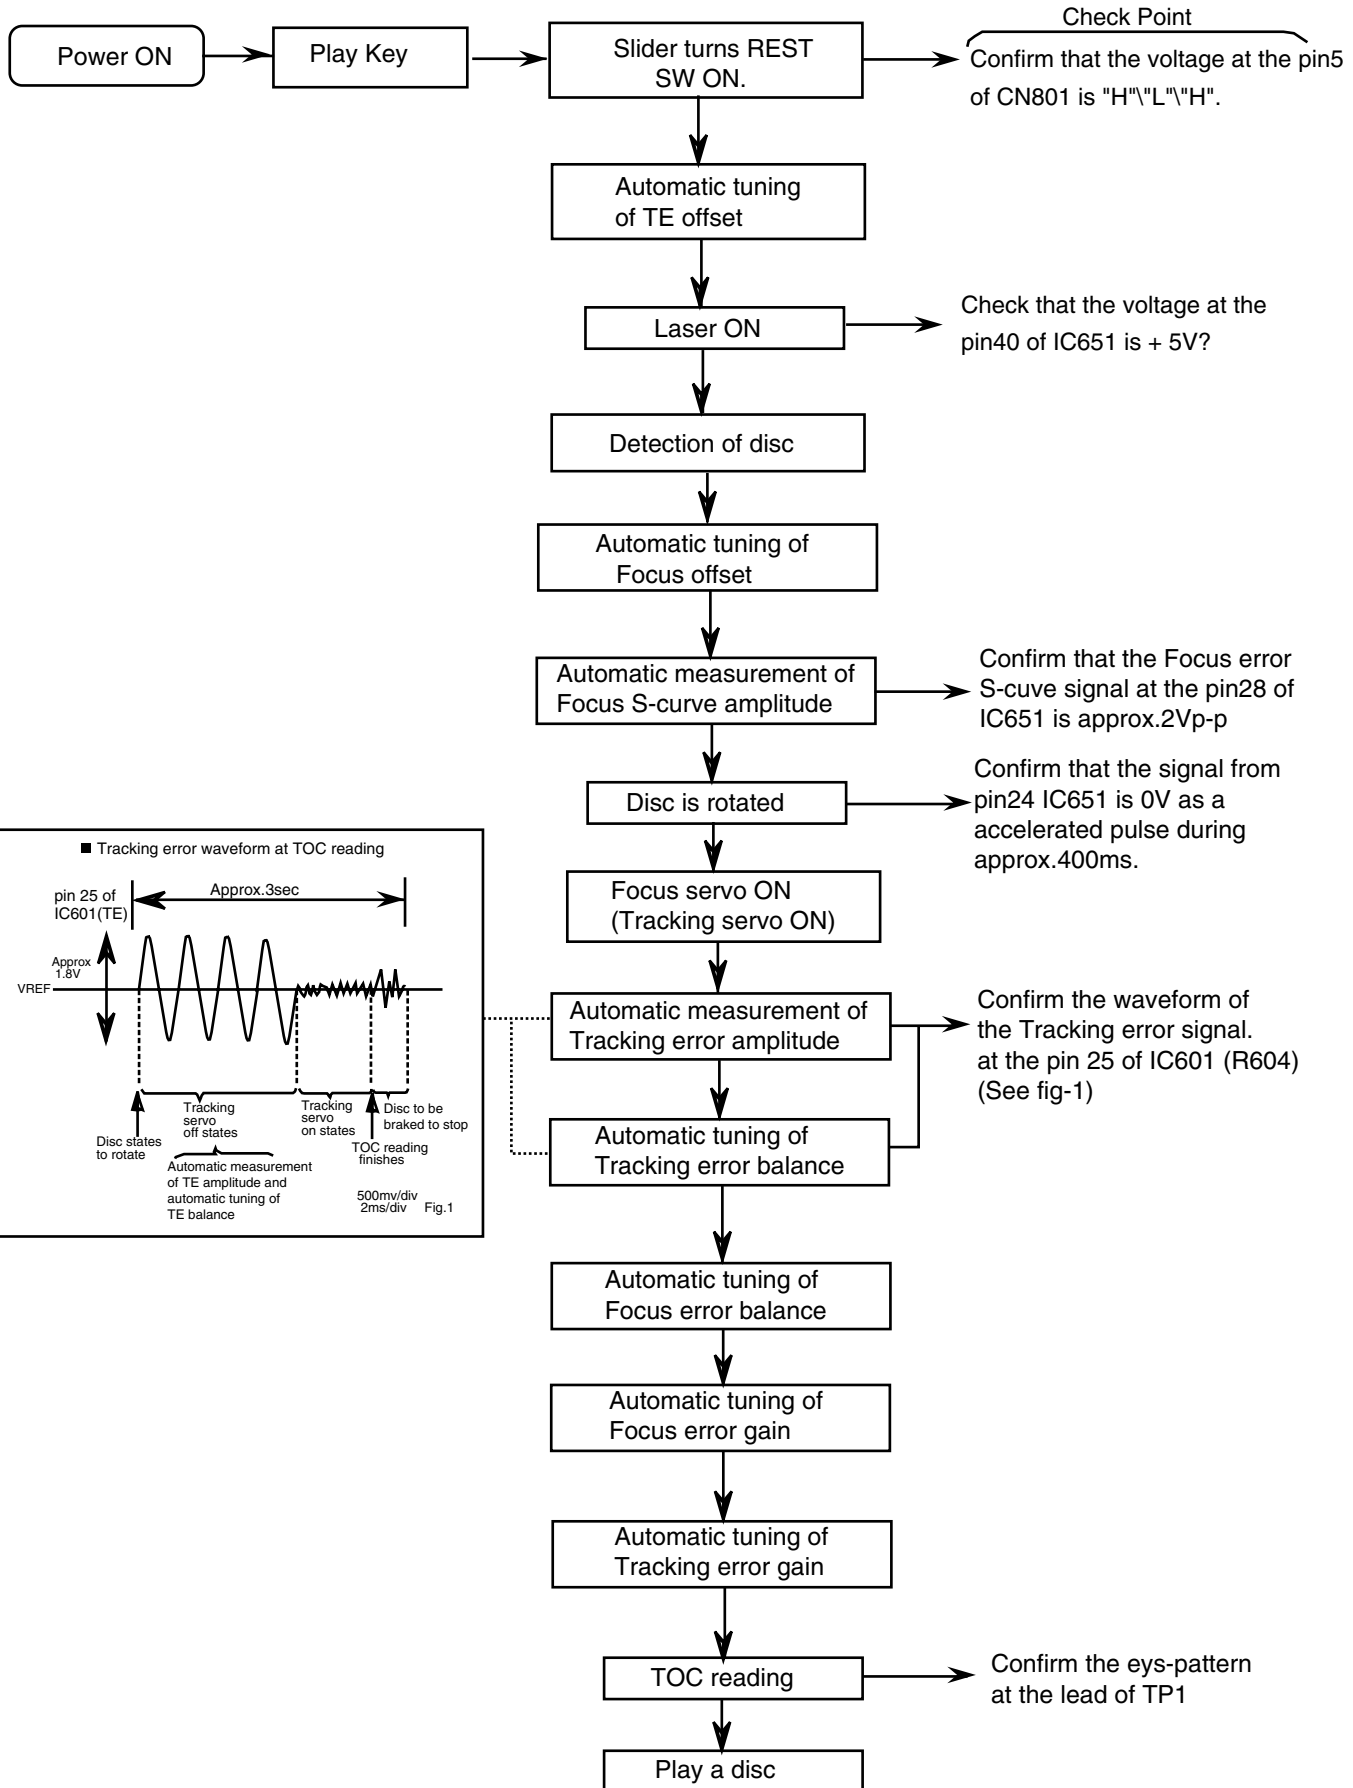 Check Point
Power ON
Play Key
Slider turns REST
SW ON.
Confirm that the voltage at the pin5
of CN801 is "H"\"L"\"H".
Automatic tuning
of TE offset
Laser ON
Check that the voltage at the
pin40 of IC651 is + 5V?
Detection of disc
Automatic tuning of
Focus offset
Automatic measurement of
Focus S-curve amplitude
Confirm that the Focus error
S-cuve signal at the pin28 of
IC651 is approx.2Vp-p
Disc is rotated
Confirm that the signal from
pin24 IC651 is 0V as a
accelerated pulse during
approx.400ms.
Focus servo ON
(Tracking servo ON)
■ Tracking error waveform at TOC reading
pin 25 of
IC601(TE)
Approx.3sec
Approx
1.8V
VREF
Disc states
to rotate
Tracking
servo
off states
Tracking
servo
on states
Disc to be
braked to stop
TOC reading
finishes
Automatic measurement
of TE amplitude and
automatic tuning of
TE balance
500mv/div
2ms/div
Fig.1
Automatic measurement of
Tracking error amplitude
Confirm the waveform of
the Tracking error signal.
at the pin 25 of IC601 (R604)
(See fig-1)
Automatic tuning of
Tracking error balance
Automatic tuning of
Focus error balance
Automatic tuning of
Focus error gain
Automatic tuning of
Tracking error gain
TOC reading
Confirm the eys-pattern
at the lead of TP1
Play a disc